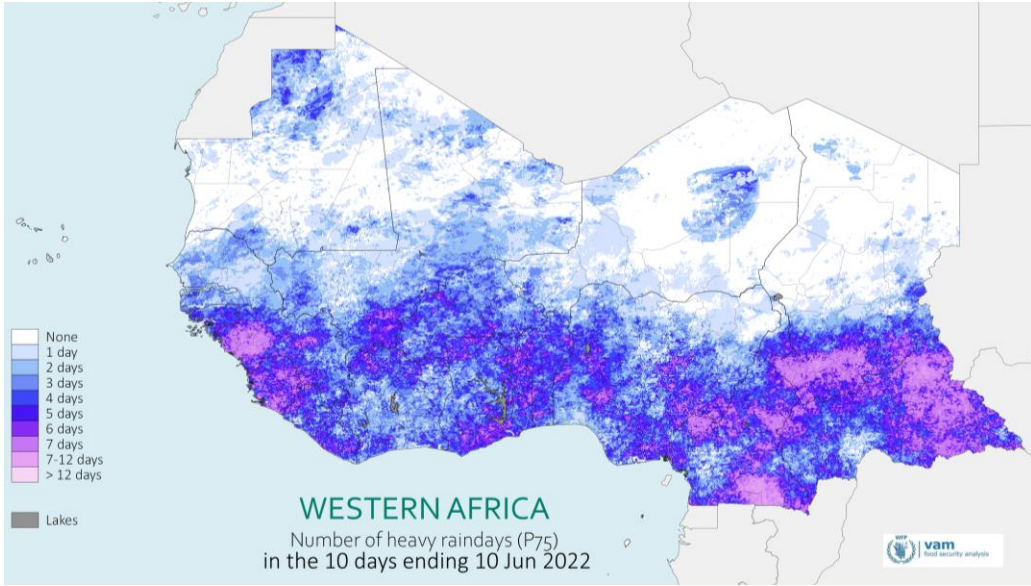 None
1 day
2 days
3 days
4 days
5 days
6 days
7 days
7-12 days
> 12 days
Lakes
WESTERN AFRICA
Number of heavy raindays (P75)
in the 10 days ending 10 Jun 2022
WFP
vam
food security analysis